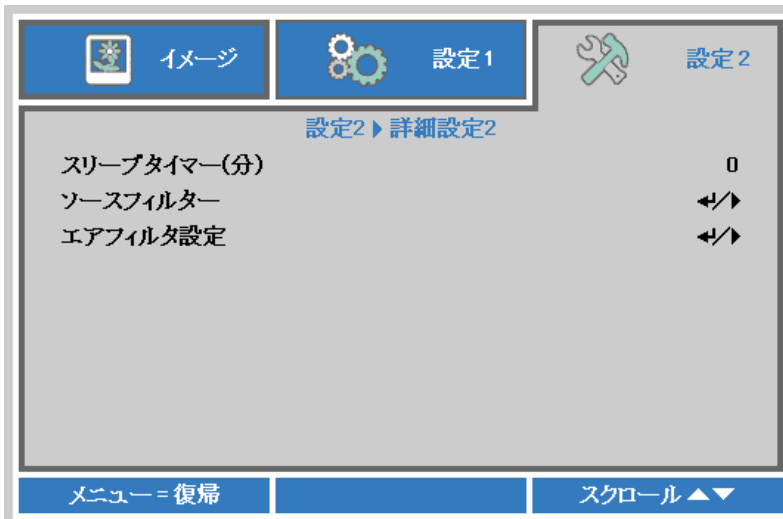 イメージ
設定1
設定2
設定2▶詳細設定2
スリープタイマー(分) 0
ソースフィルター ↵/▶
エアフィルタ設定 ↵/▶
メニュー=復帰
スクロール▲▼